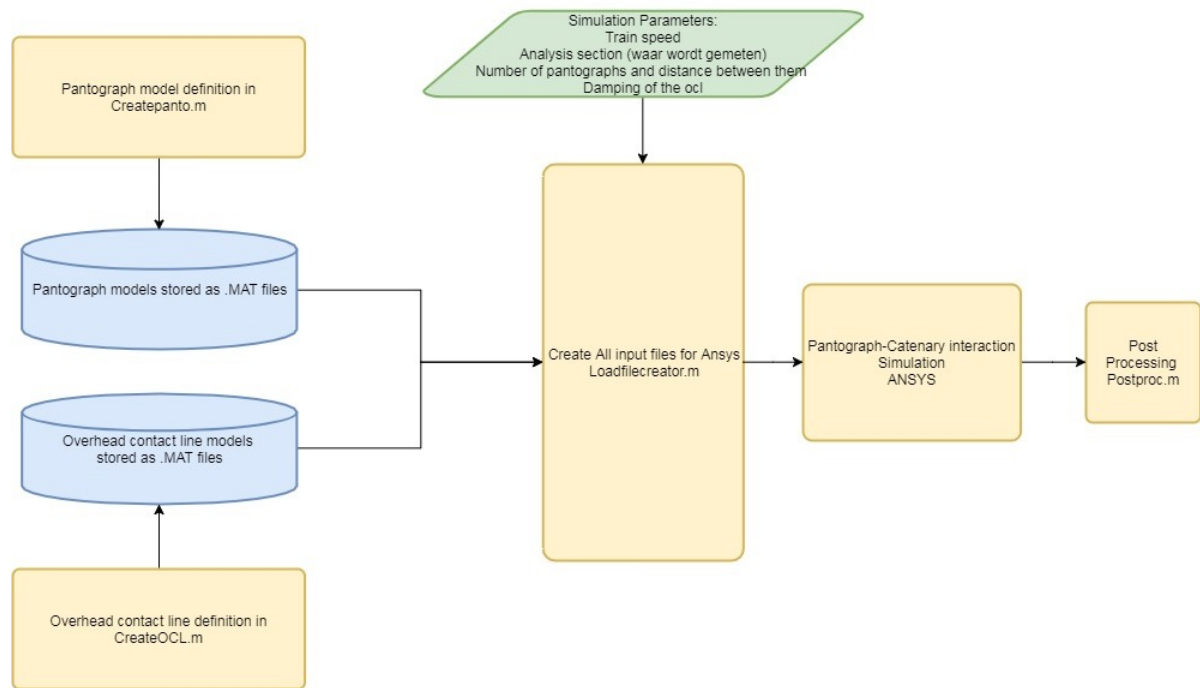 Simulation Parameters:
Train speed
Analysis section (waar wordt gemeten)
Number of pantographs and distance between them
Damping of the ocl
Pantograph model definition in
Createpanto.m
Pantograph models stored as .MAT files
Overhead contact line models
stored as .MAT files
Overhead contact line definition in
CreateOCL.m
Create All input files for Ansys
Loadfilecreator.m
Pantograph-Catenary interaction
Simulation
ANSYS
Post
Processing
Postproc.m